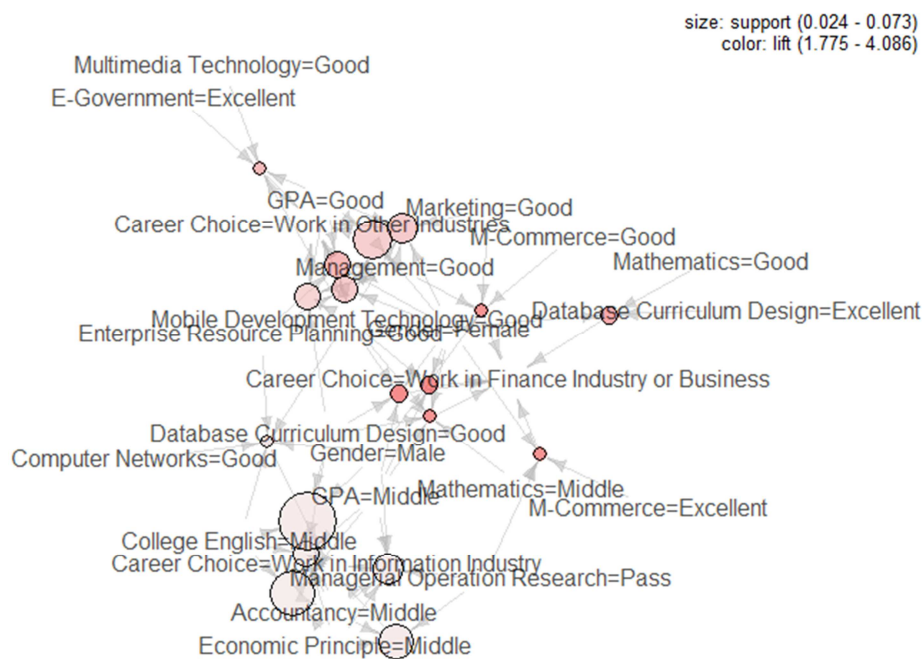 size: support (0.024 - 0.073)
color: lift (1.775 - 4.086)
Multimedia Technology=Good
E-Government=Excellent
GPA=Good
Marketing=Good
Career Choice=Work in Other Industries
M-Commerce=Good
Management=Good
Mathematics=Good
Database Curriculum Design=Excellent
Mobile Development Technology=Good
Enterprise Resource Planning=Good
Gender=Female
Career Choice=Work in Finance Industry or Business
Database Curriculum Design=Good
Gender=Male
Computer Networks=Good
Mathematics=Middle
GPA=Middle
M-Commerce=Excellent
College English=Middle
Career Choice=Work in Information Industry
Managerial Operation Research=Pass
Accountancy=Middle
Economic Principle=Middle